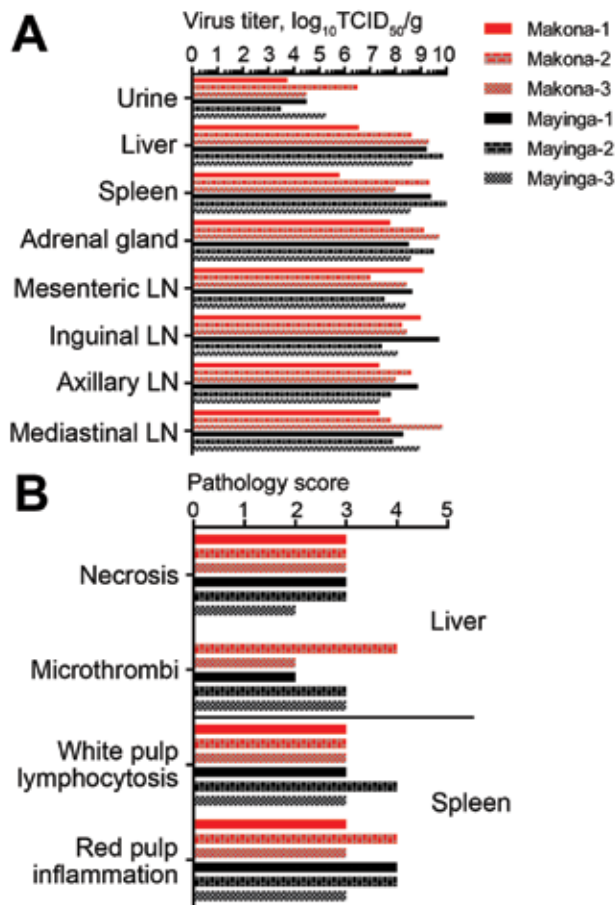 A
Virus titer, log₁₀TCID₅₀/g
0 1 2 3 4 5 6 7 8 9 10
Urine
Liver
Spleen
Adrenal gland
Mesenteric LN
Inguinal LN
Axillary LN
Mediastinal LN
Makona-1
Makona-2
Makona-3
Mayinga-1
Mayinga-2
Mayinga-3
B
Pathology score
0 1 2 3 4 5
Necrosis
Microthrombi
Liver
White pulp
lymphocytosis
Red pulp
inflammation
Spleen